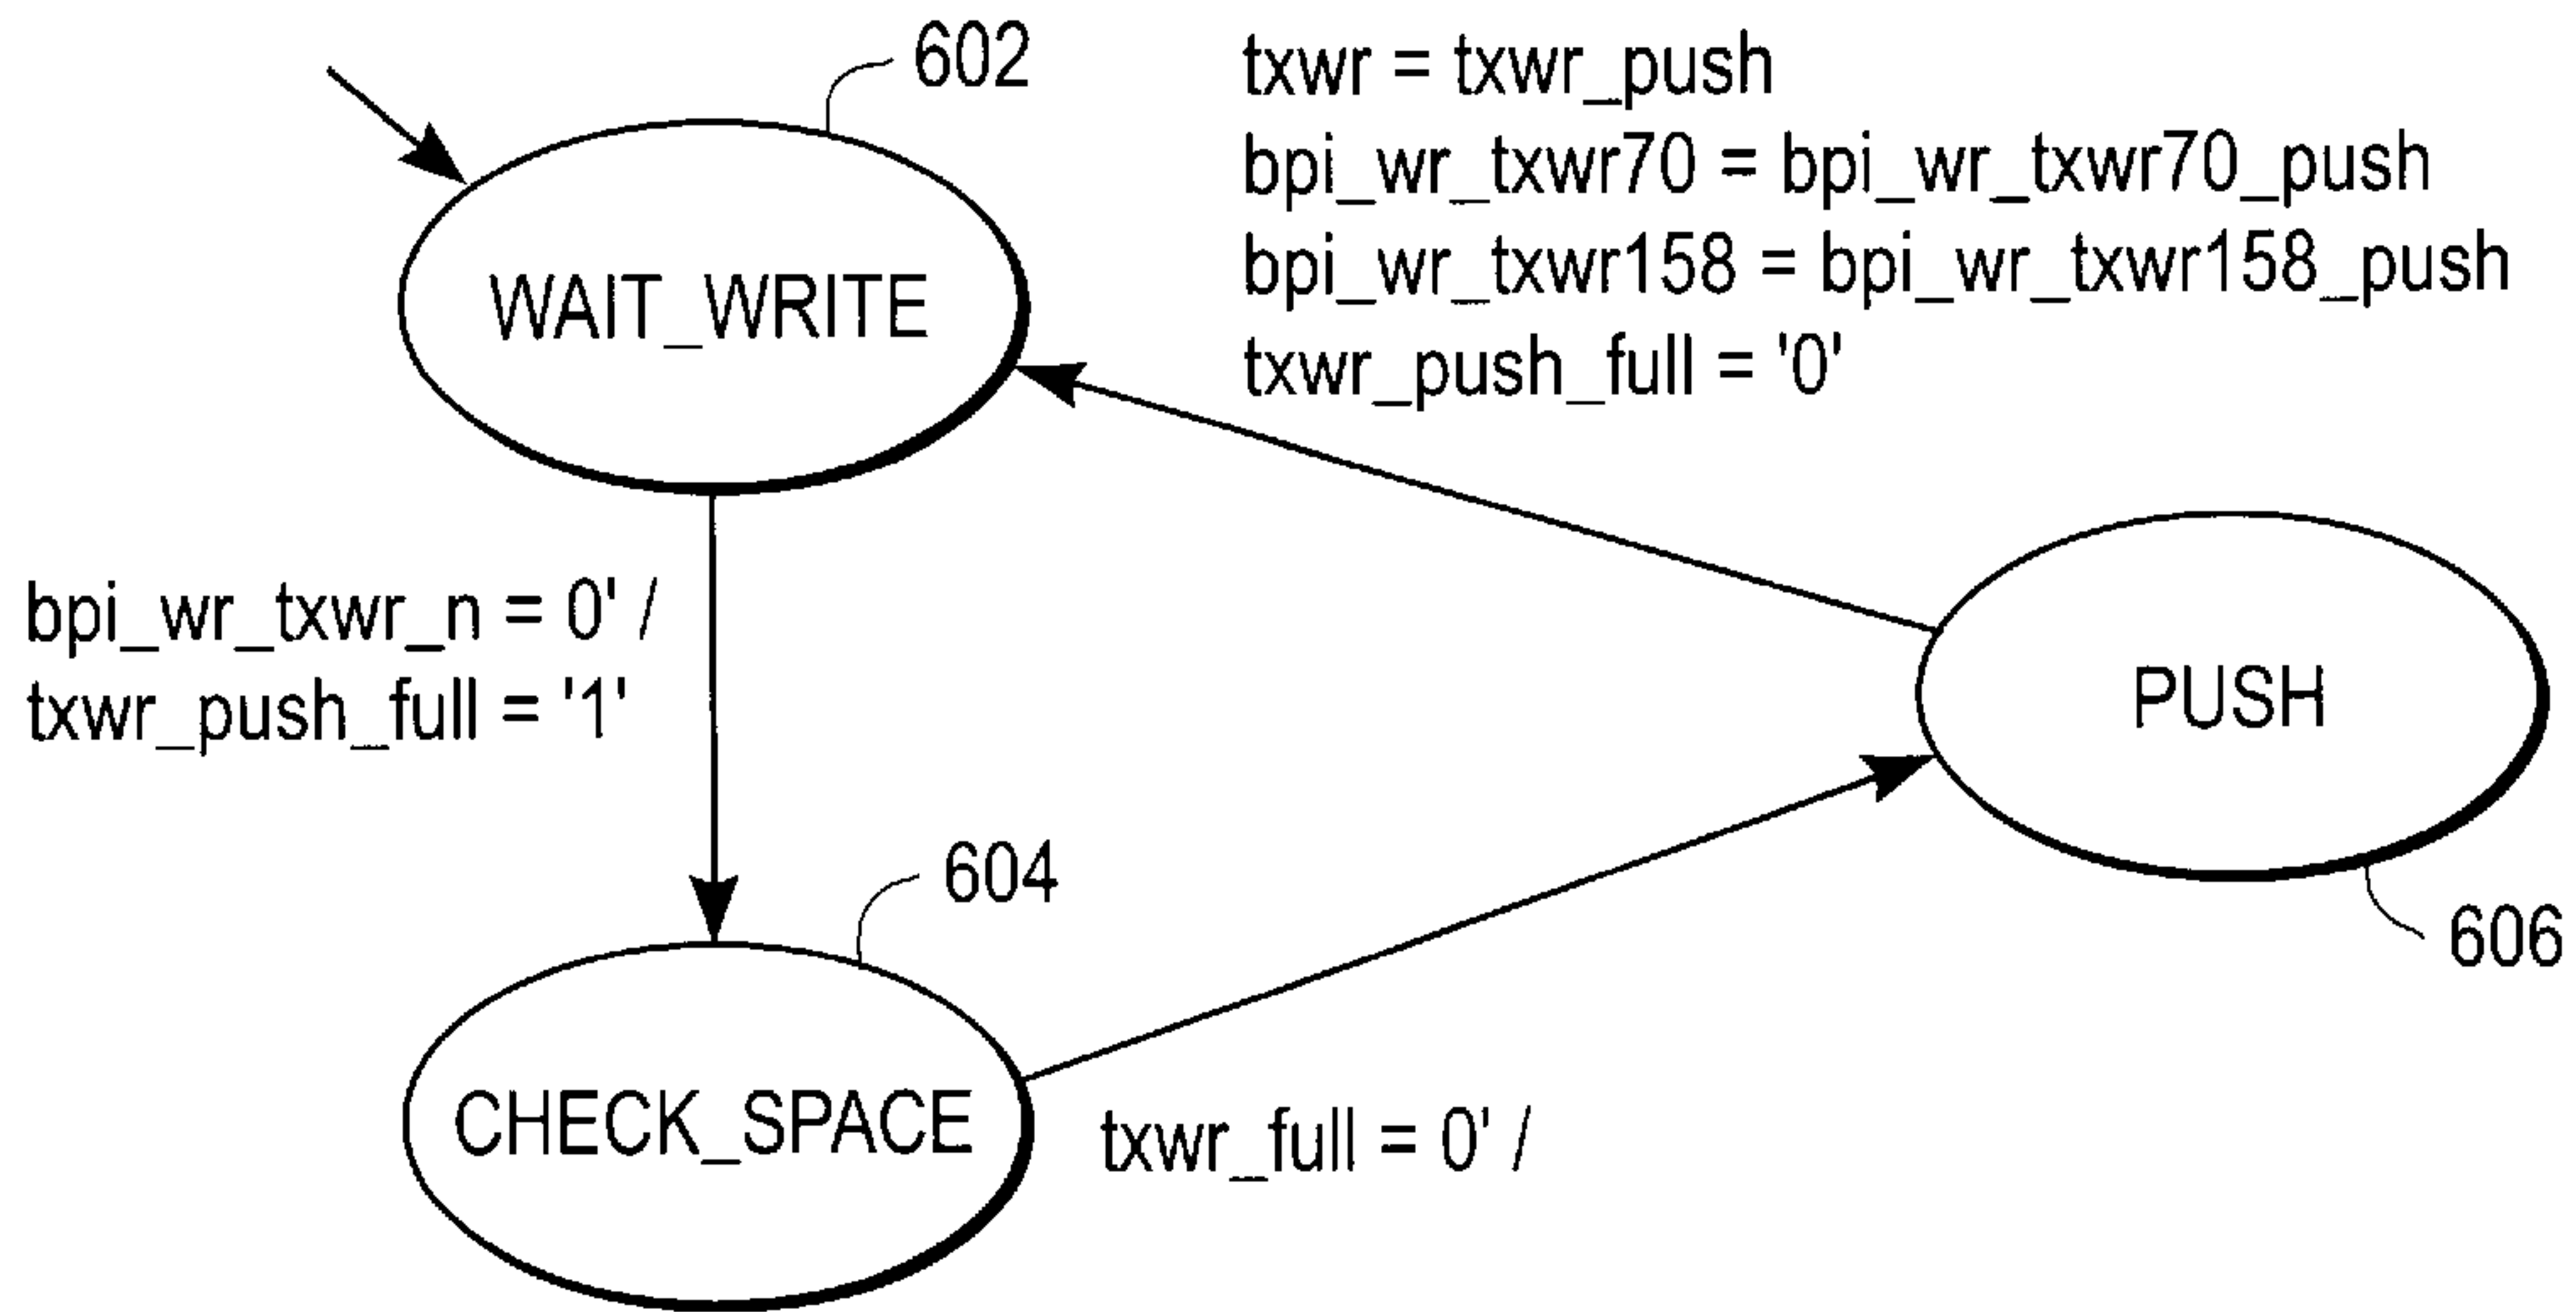 602
txwr = txwr_push
bpi_wr_txwr70 = bpi_wr_txwr70_push
bpi_wr_txwr158 = bpi_wr_txwr158_push
txwr_push_full = '0'
WAIT_WRITE
bpi_wr_txwr_n = 0' /
txwr_push_full = '1'
PUSH
606
604
CHECK_SPACE
txwr_full = 0' /